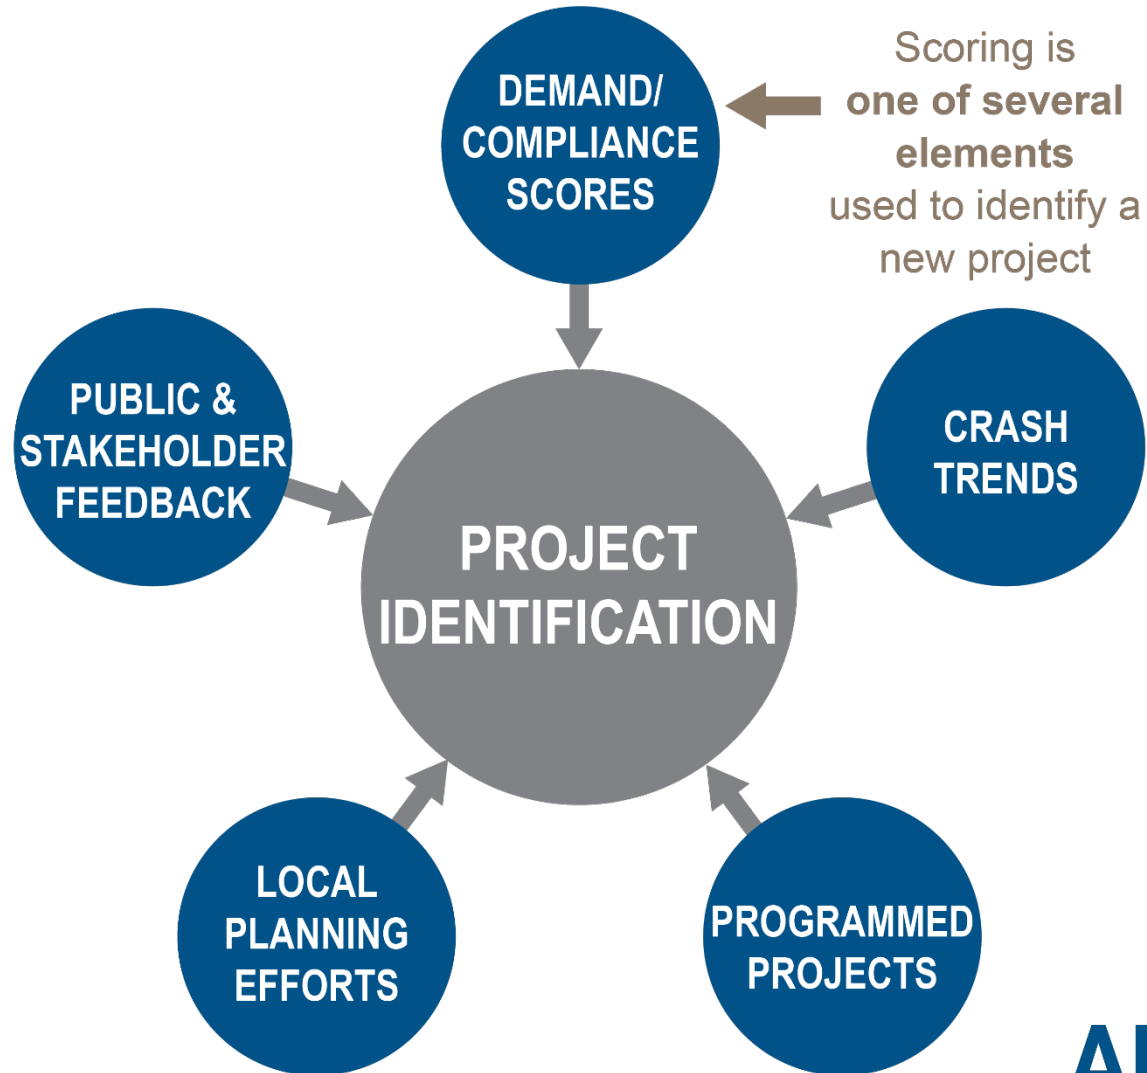 DEMAND/
COMPLIANCE
SCORES
Scoring is
one of several
elements
used to identify a
new project
PUBLIC &
STAKEHOLDER
FEEDBACK
CRASH
TRENDS
PROJECT
IDENTIFICATION
LOCAL
PLANNING
EFFORTS
PROGRAMMED
PROJECTS